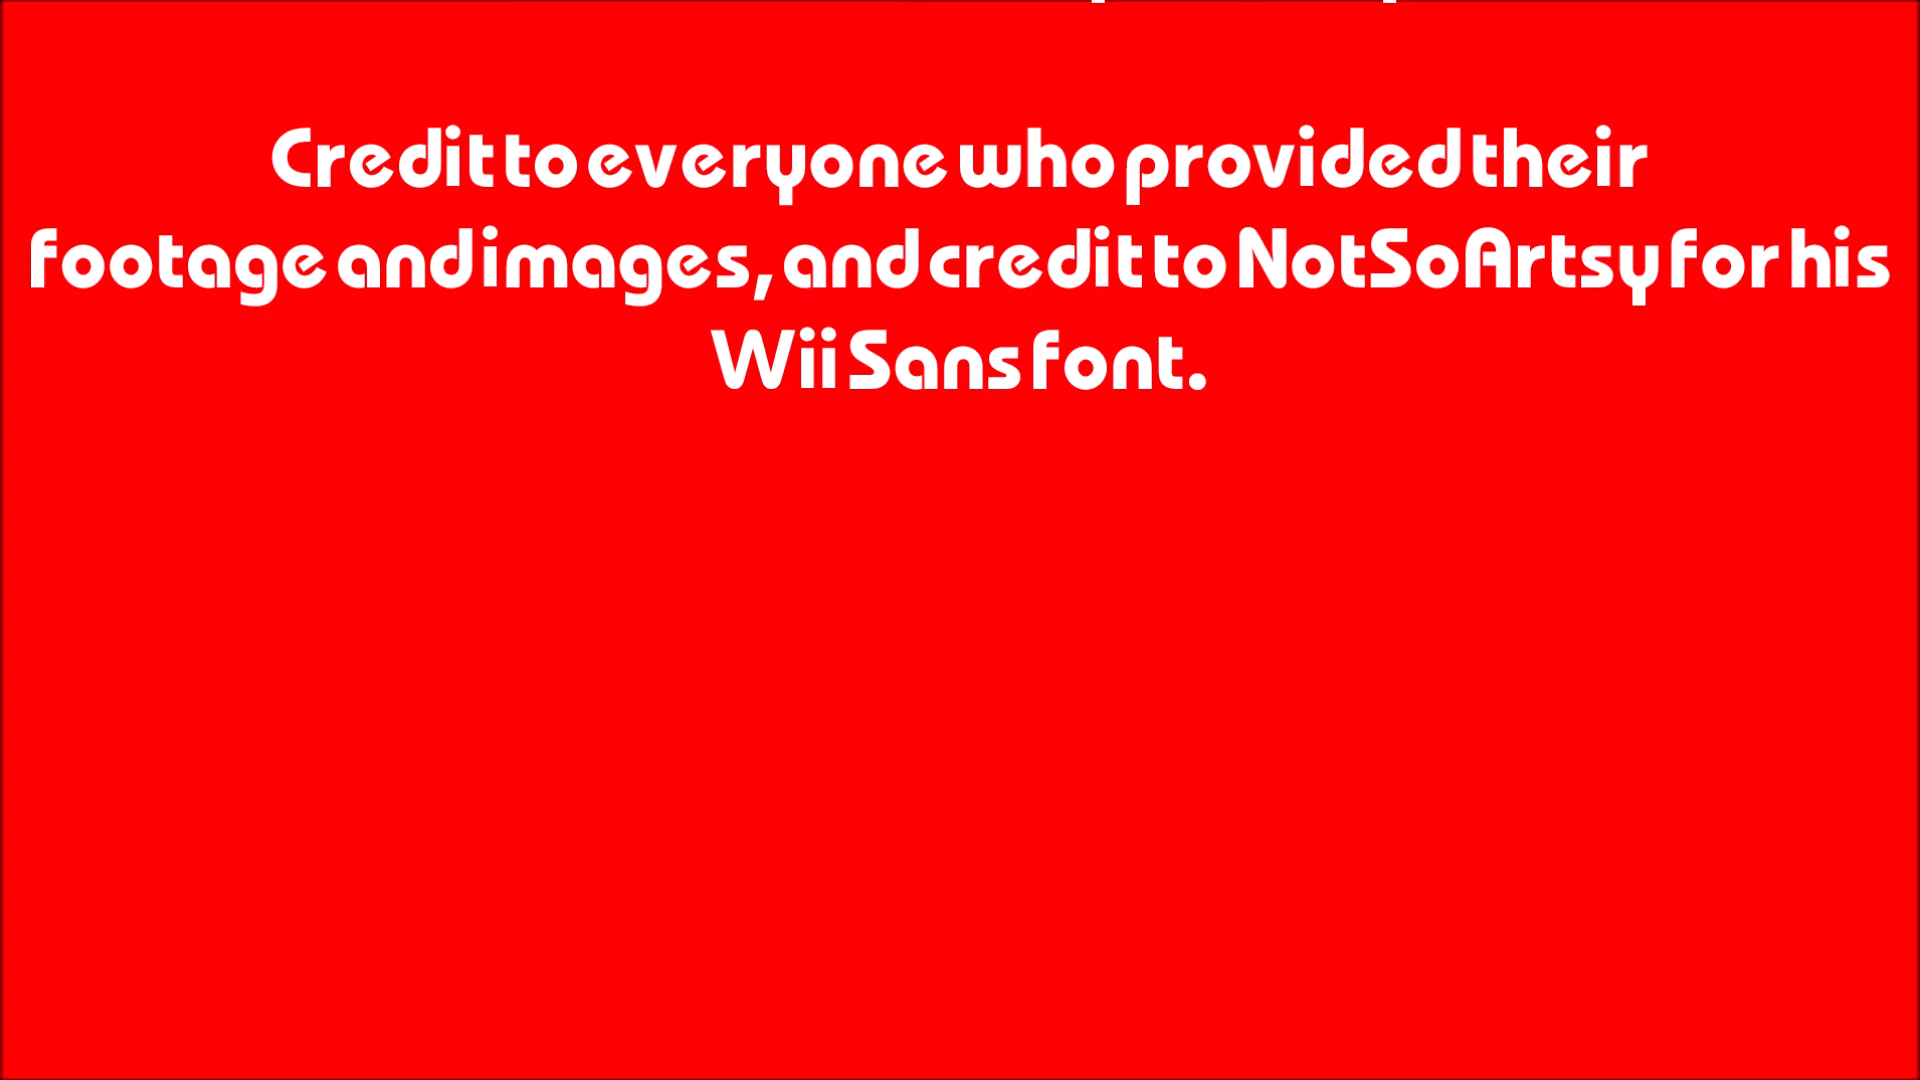 Credit to everyone who provided their
footage and images, and credit to NotSoArtsy for his
Wii Sans font.